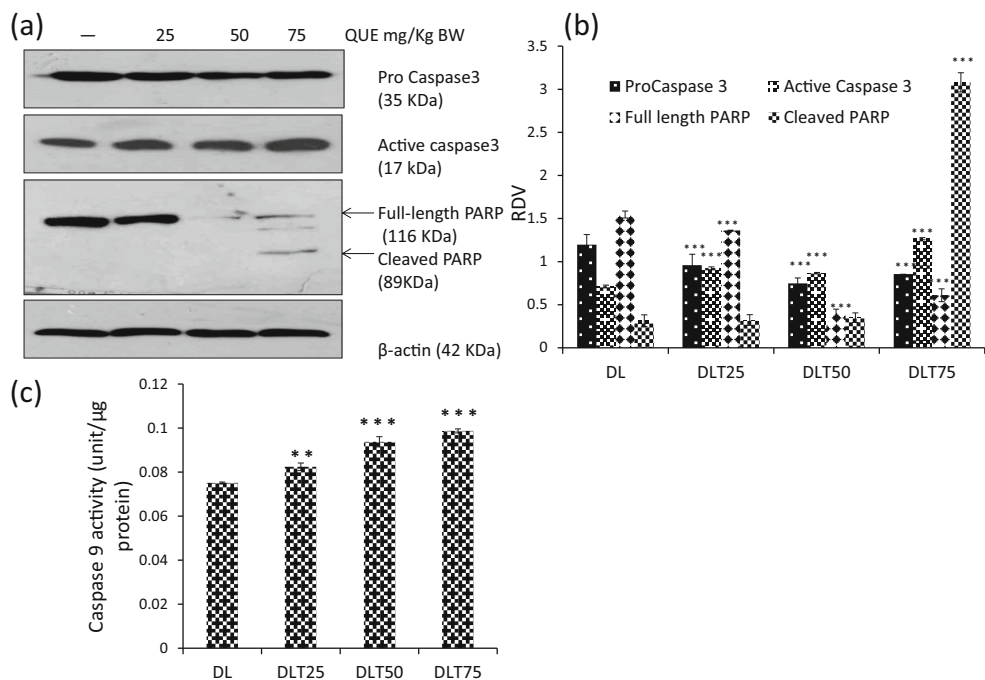 (a)
— 25 50 75 QUE mg/Kg BW
Pro Caspase3
(35 KDa)
Active caspase3
(17 kDa)
Full-length PARP
(116 KDa)
Cleaved PARP
(89KDa)
β-actin (42 KDa)
(b)
RDV
3.5
3
2.5
2
1.5
1
0.5
0
ProCaspase 3
Active Caspase 3
Full length PARP
Cleaved PARP
***
***
***
***
***
***
***
***
***
***
***
DL DLT25 DLT50 DLT75
(c)
Caspase 9 activity (unit/µg
protein)
0.12
0.1
0.08
0.06
0.04
0.02
0
**
***
***
DL DLT25 DLT50 DLT75